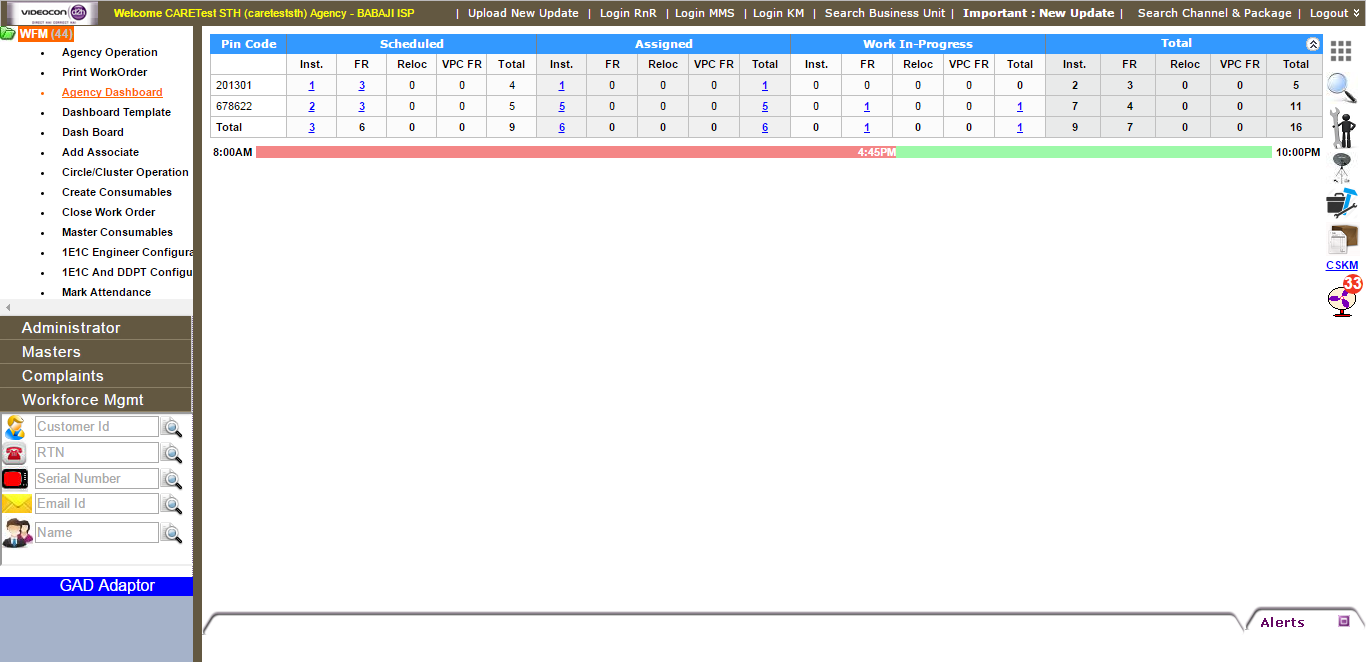 VIDEOCON d2h
DIRECT HAI CORRECT HAI
Welcome CARETest STH (careteststh) Agency - BABAJI ISP
| Upload New Update | Login RnR | Login MMS | Login KM | Search Business Unit | Important : New Update | Search Channel & Package | Logout
WFM (44)
Agency Operation
Print WorkOrder
Agency Dashboard
Dashboard Template
Dash Board
Add Associate
Circle/Cluster Operation
Create Consumables
Close Work Order
Master Consumables
1E1C Engineer Configura
1E1C And DDPT Configu
Mark Attendance
Administrator
Masters
Complaints
Workforce Mgmt
Customer Id
RTN
Serial Number
Email Id
Name
GAD Adaptor
Pin Code Scheduled Assigned Work In-Progress Total
Inst. FR Reloc VPC FR Total Inst. FR Reloc VPC FR Total Inst. FR Reloc VPC FR Total Inst. FR Reloc VPC FR Total
201301 1 3 0 0 4 1 0 0 0 1 0 0 0 0 0 2 3 0 0 5
678622 2 3 0 0 5 5 0 0 0 5 0 1 0 0 1 7 4 0 0 11
Total 3 6 0 0 9 6 0 0 0 6 0 1 0 0 1 9 7 0 0 16
8:00AM 4:45PM 10:00PM
CSKM
33
Alerts